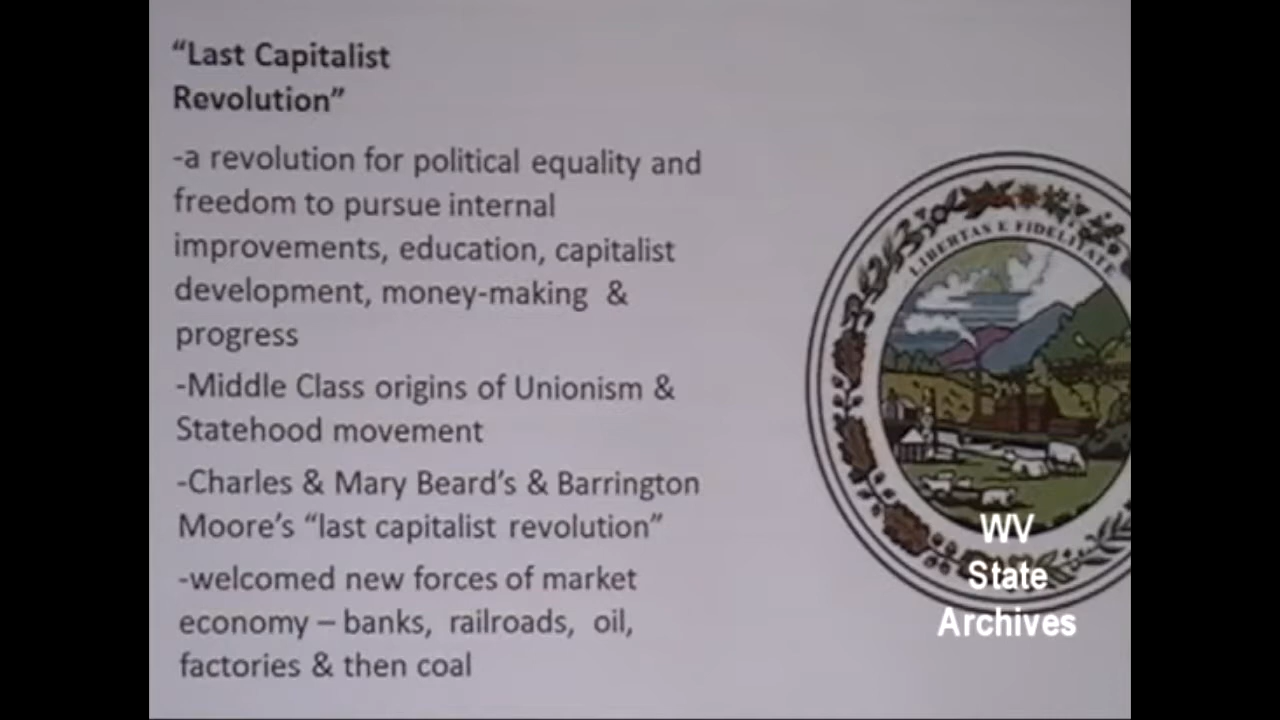 “Last Capitalist
Revolution”
-a revolution for political equality and
freedom to pursue internal
improvements, education, capitalist
development, money-making & 
progress
-Middle Class origins of Unionism &
Statehood movement
-Charles & Mary Beard’s & Barrington
Moore’s “last capitalist revolution”
-welcomed new forces of market
economy – banks, railroads, oil,
factories & then coal
LIBERTAS E FIDELITATE
WV
State
Archives